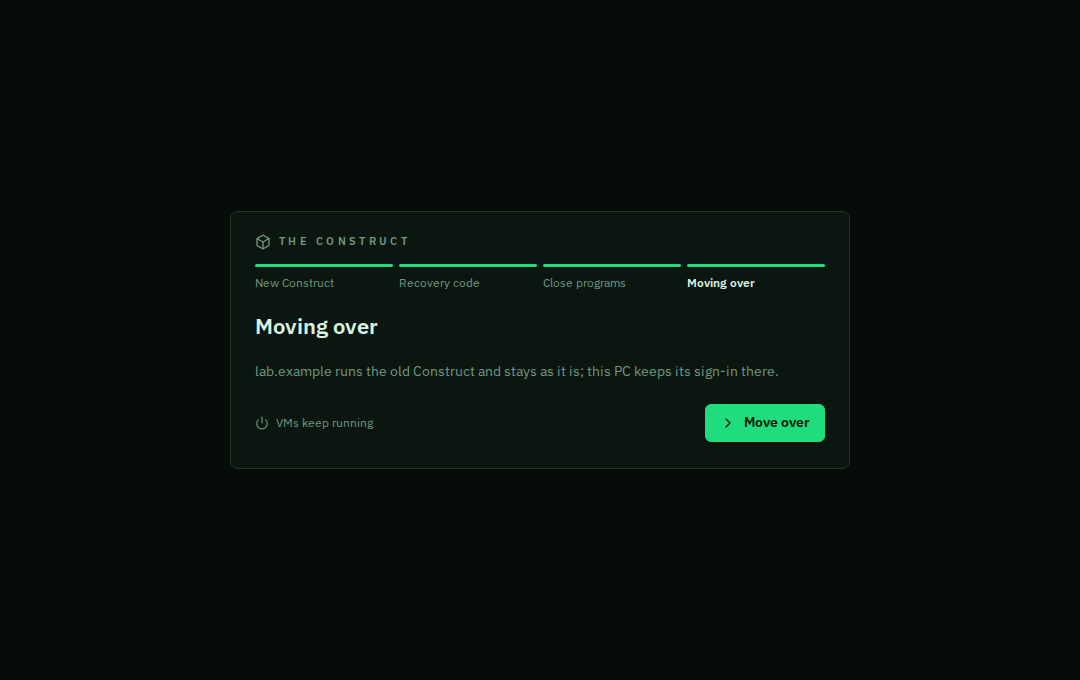 THE CONSTRUCT
New Construct
Recovery code
Close programs
Moving over
Moving over
lab.example runs the old Construct and stays as it is; this PC keeps its sign-in there.
VMs keep running
Move over